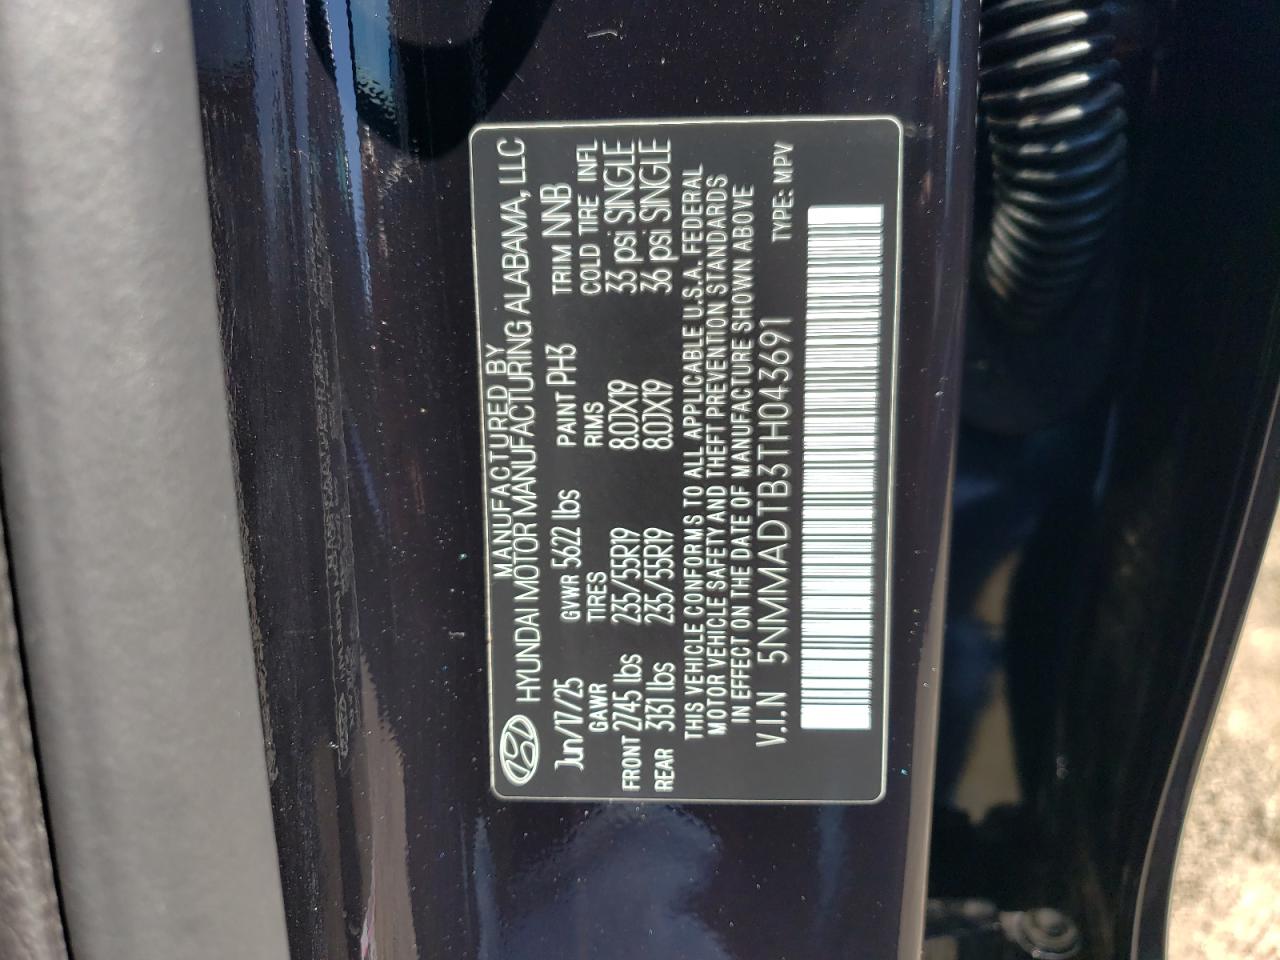 MANUFACTURED BY
HYUNDAI MOTOR MANUFACTURING ALABAMA, LLC
Jun/17/25 GVWR 5622 lbs PAINT PH3 TRIM NNB
GAWR TIRES RIMS COLD TIRE INFL
FRONT 2745 lbs 235/55R19 8.0JX19 33 psi SINGLE
REAR 3131 lbs 235/55R19 8.0JX19 36 psi SINGLE
THIS VEHICLE CONFORMS TO ALL APPLICABLE U.S.A. FEDERAL
MOTOR VEHICLE SAFETY AND THEFT PREVENTION STANDARDS
IN EFFECT ON THE DATE OF MANUFACTURE SHOWN ABOVE
V.I.N 5NMMADTB3TH043691 TYPE: MPV